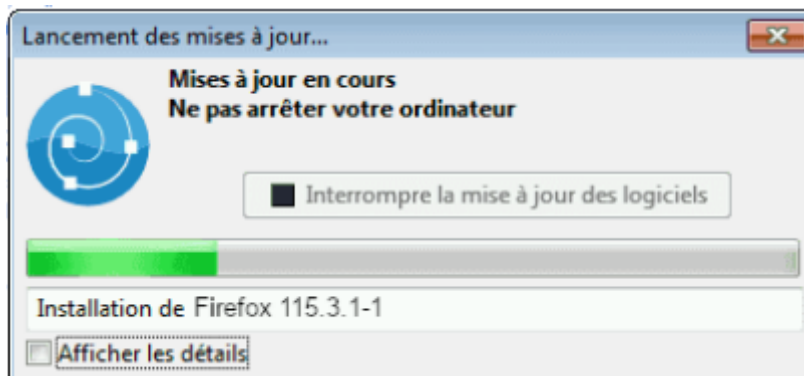 Lancement des mises à jour...
Mises à jour en cours
Ne pas arrêter votre ordinateur
Interrompre la mise à jour des logiciels
Installation de Firefox 115.3.1-1
Afficher les détails